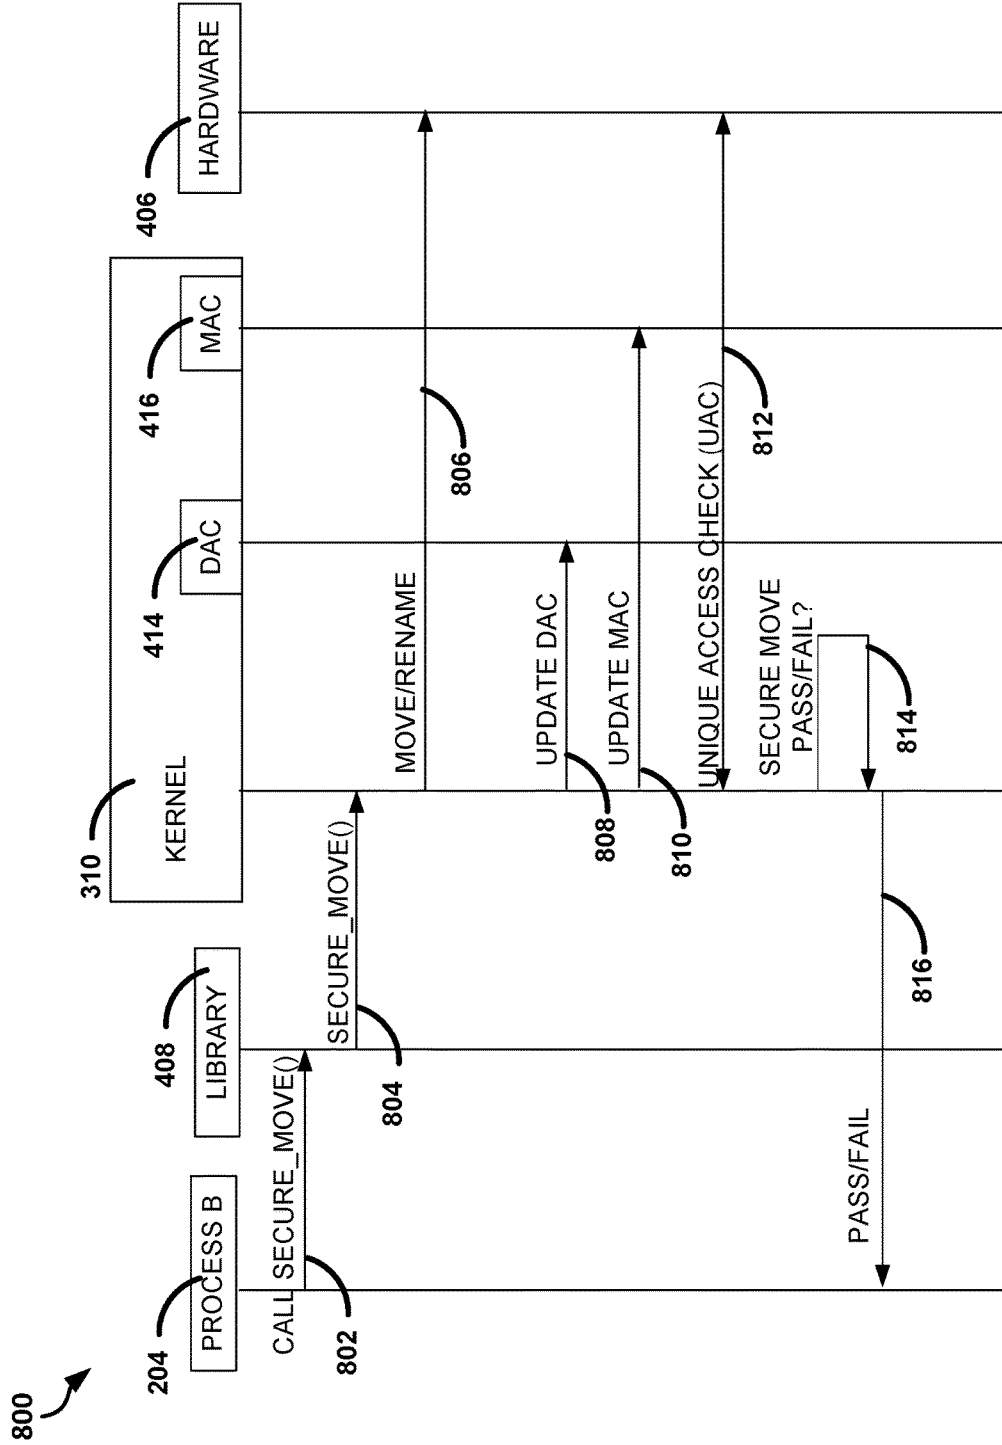 800
204
PROCESS B
408
LIBRARY
310
KERNEL
414
DAC
416
MAC
406
HARDWARE
CALL SECURE_MOVE()
802
SECURE_MOVE()
804
MOVE/RENAME
806
UPDATE DAC
808
UPDATE MAC
810
UNIQUE ACCESS CHECK (UAC)
812
SECURE MOVE
PASS/FAIL?
814
PASS/FAIL
816